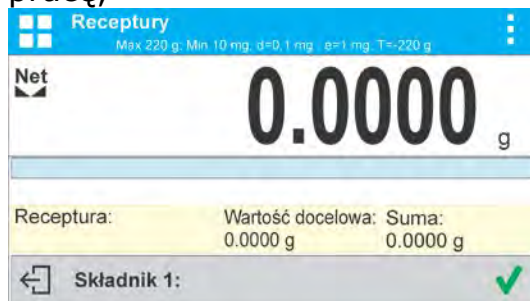 pracę)
Receptury
Max 220 g: Min 10 mg, d=0,1 mg e=1 mg T=-220 g
Net
0.0000 g
Receptura: Wartość docelowa: Suma:
0.0000 g 0.0000 g
Składnik 1: